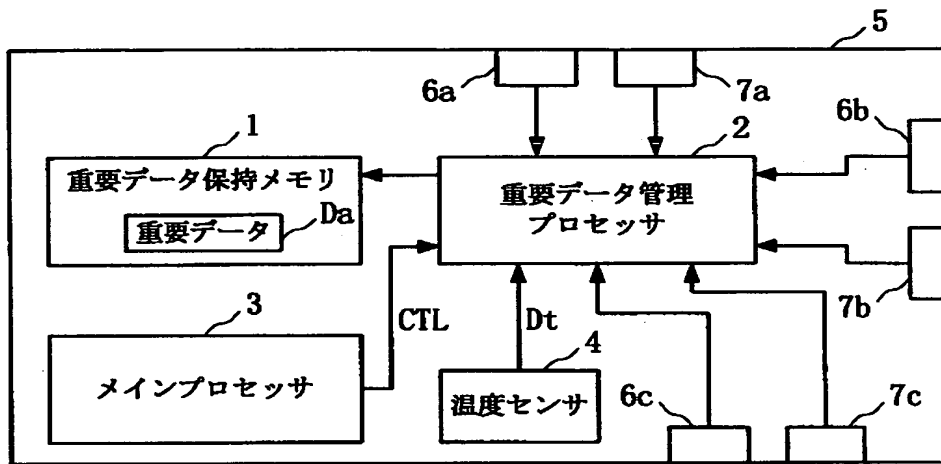 5
6a
7a
6b
1
2
重要データ保持メモリ
重要データ
Da
重要データ管理
プロセッサ
7b
3
CTL
Dt
4
メインプロセッサ
温度センサ
6c
7c